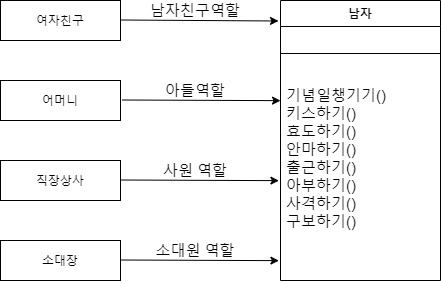 여자친구
남자친구역할
남자
어머니
아들역할
기념일챙기기()
키스하기()
효도하기()
안마하기()
출근하기()
아부하기()
사격하기()
구보하기()
직장상사
사원 역할
소대장
소대원 역할